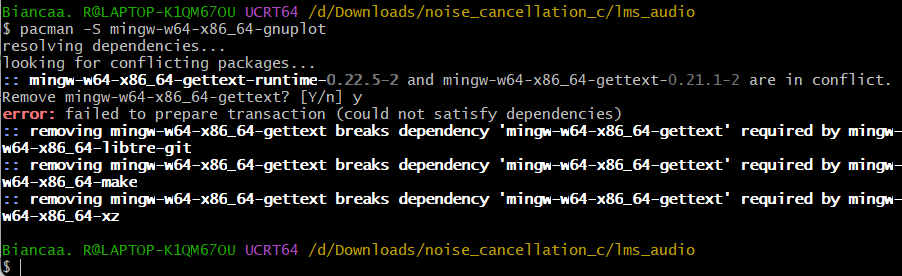 Biancaa. R@LAPTOP-K1QM67OU UCRT64 /d/Downloads/noise_cancellation_c/lms_audio
$ pacman -S mingw-w64-x86_64-gnuplot
resolving dependencies...
looking for conflicting packages...
:: mingw-w64-x86_64-gettext-runtime-0.22.5-2 and mingw-w64-x86_64-gettext-0.21.1-2 are in conflict.
Remove mingw-w64-x86_64-gettext? [Y/n] y
error: failed to prepare transaction (could not satisfy dependencies)
:: removing mingw-w64-x86_64-gettext breaks dependency 'mingw-w64-x86_64-gettext' required by mingw-
w64-x86_64-libtre-git
:: removing mingw-w64-x86_64-gettext breaks dependency 'mingw-w64-x86_64-gettext' required by mingw-
w64-x86_64-make
:: removing mingw-w64-x86_64-gettext breaks dependency 'mingw-w64-x86_64-gettext' required by mingw-
w64-x86_64-xz
Biancaa. R@LAPTOP-K1QM67OU UCRT64 /d/Downloads/noise_cancellation_c/lms_audio
$